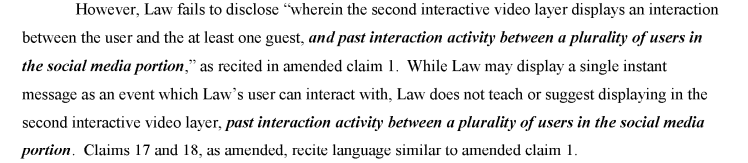 However, Law fails to disclose “wherein the second interactive video layer displays an interaction
between the user and the at least one guest, and past interaction activity between a plurality of users in
the social media portion,” as recited in amended claim 1. While Law may display a single instant
message as an event which Law’s user can interact with, Law does not teach or suggest displaying in the
second interactive video layer, past interaction activity between a plurality of users in the social media
portion. Claims 17 and 18, as amended, recite language similar to amended claim 1.